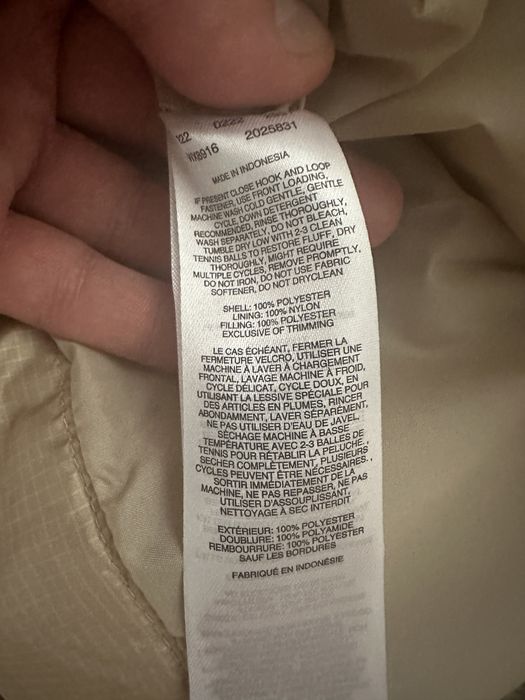 2025831
MADE IN INDONESIA
IF PRESENT CLOSE HOOK AND LOOP
FASTENER, USE FRONT LOADING,
MACHINE WASH COLD GENTLE, GENTLE
CYCLE, DOWN DETERGENT
RECOMMENDED, RINSE THOROUGHLY,
WASH SEPARATELY, DO NOT BLEACH,
TUMBLE DRY LOW WITH 2-3 CLEAN
TENNIS BALLS TO RESTORE FLUFF, DRY
THOROUGHLY, MIGHT REQUIRE
MULTIPLE CYCLES, REMOVE PROMPTLY,
DO NOT IRON, DO NOT USE FABRIC
SOFTENER, DO NOT DRYCLEAN
SHELL: 100% POLYESTER
LINING: 100% NYLON
FILLING: 100% POLYESTER
EXCLUSIVE OF TRIMMING
LE CAS ÉCHÉANT, FERMER LA
FERMETURE VELCRO, UTILISER UNE
MACHINE À LAVER À CHARGEMENT
FRONTAL, LAVAGE MACHINE À FROID,
CYCLE DÉLICAT, CYCLE DOUX, EN
UTILISANT LA LESSIVE SPÉCIALE POUR
DES ARTICLES EN PLUMES, RINCER
ABONDAMMENT, LAVER SÉPARÉMENT,
NE PAS UTILISER D'EAU DE JAVEL,
SÈCHAGE MACHINE À BASSE
TEMPÉRATURE AVEC 2-3 BALLES DE
TENNIS POUR RÉTABLIR LA PELUCHE,
SECHER COMPLÈTEMENT, PLUSIEURS
CYCLES PEUVENT ÊTRE NÉCESSAIRES,
SORTIR IMMÉDIATEMENT DE LA
MACHINE, NE PAS REPASSER, NE PAS
UTILISER D'ASSOUPLISSANT,
NETTOYAGE À SEC INTERDIT
EXTÉRIEUR: 100% POLYESTER
DOUBLURE: 100% POLYAMIDE
REMBOURRURE: 100% POLYESTER
SAUF LES BORDURES
FABRIQUÉ EN INDONÉSIE